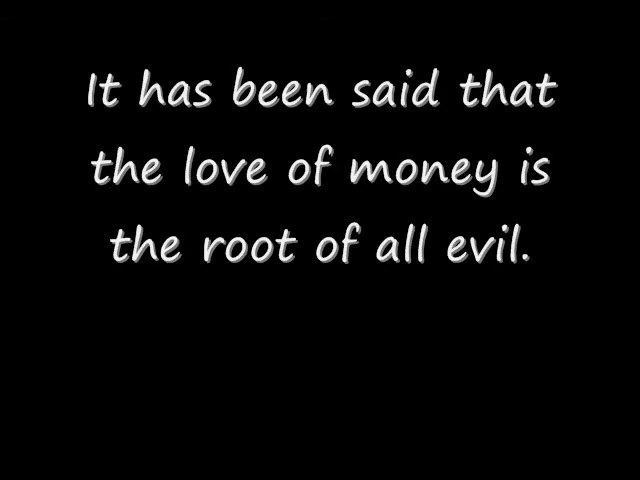 It has been said that
the love of money is
the root of all evil.